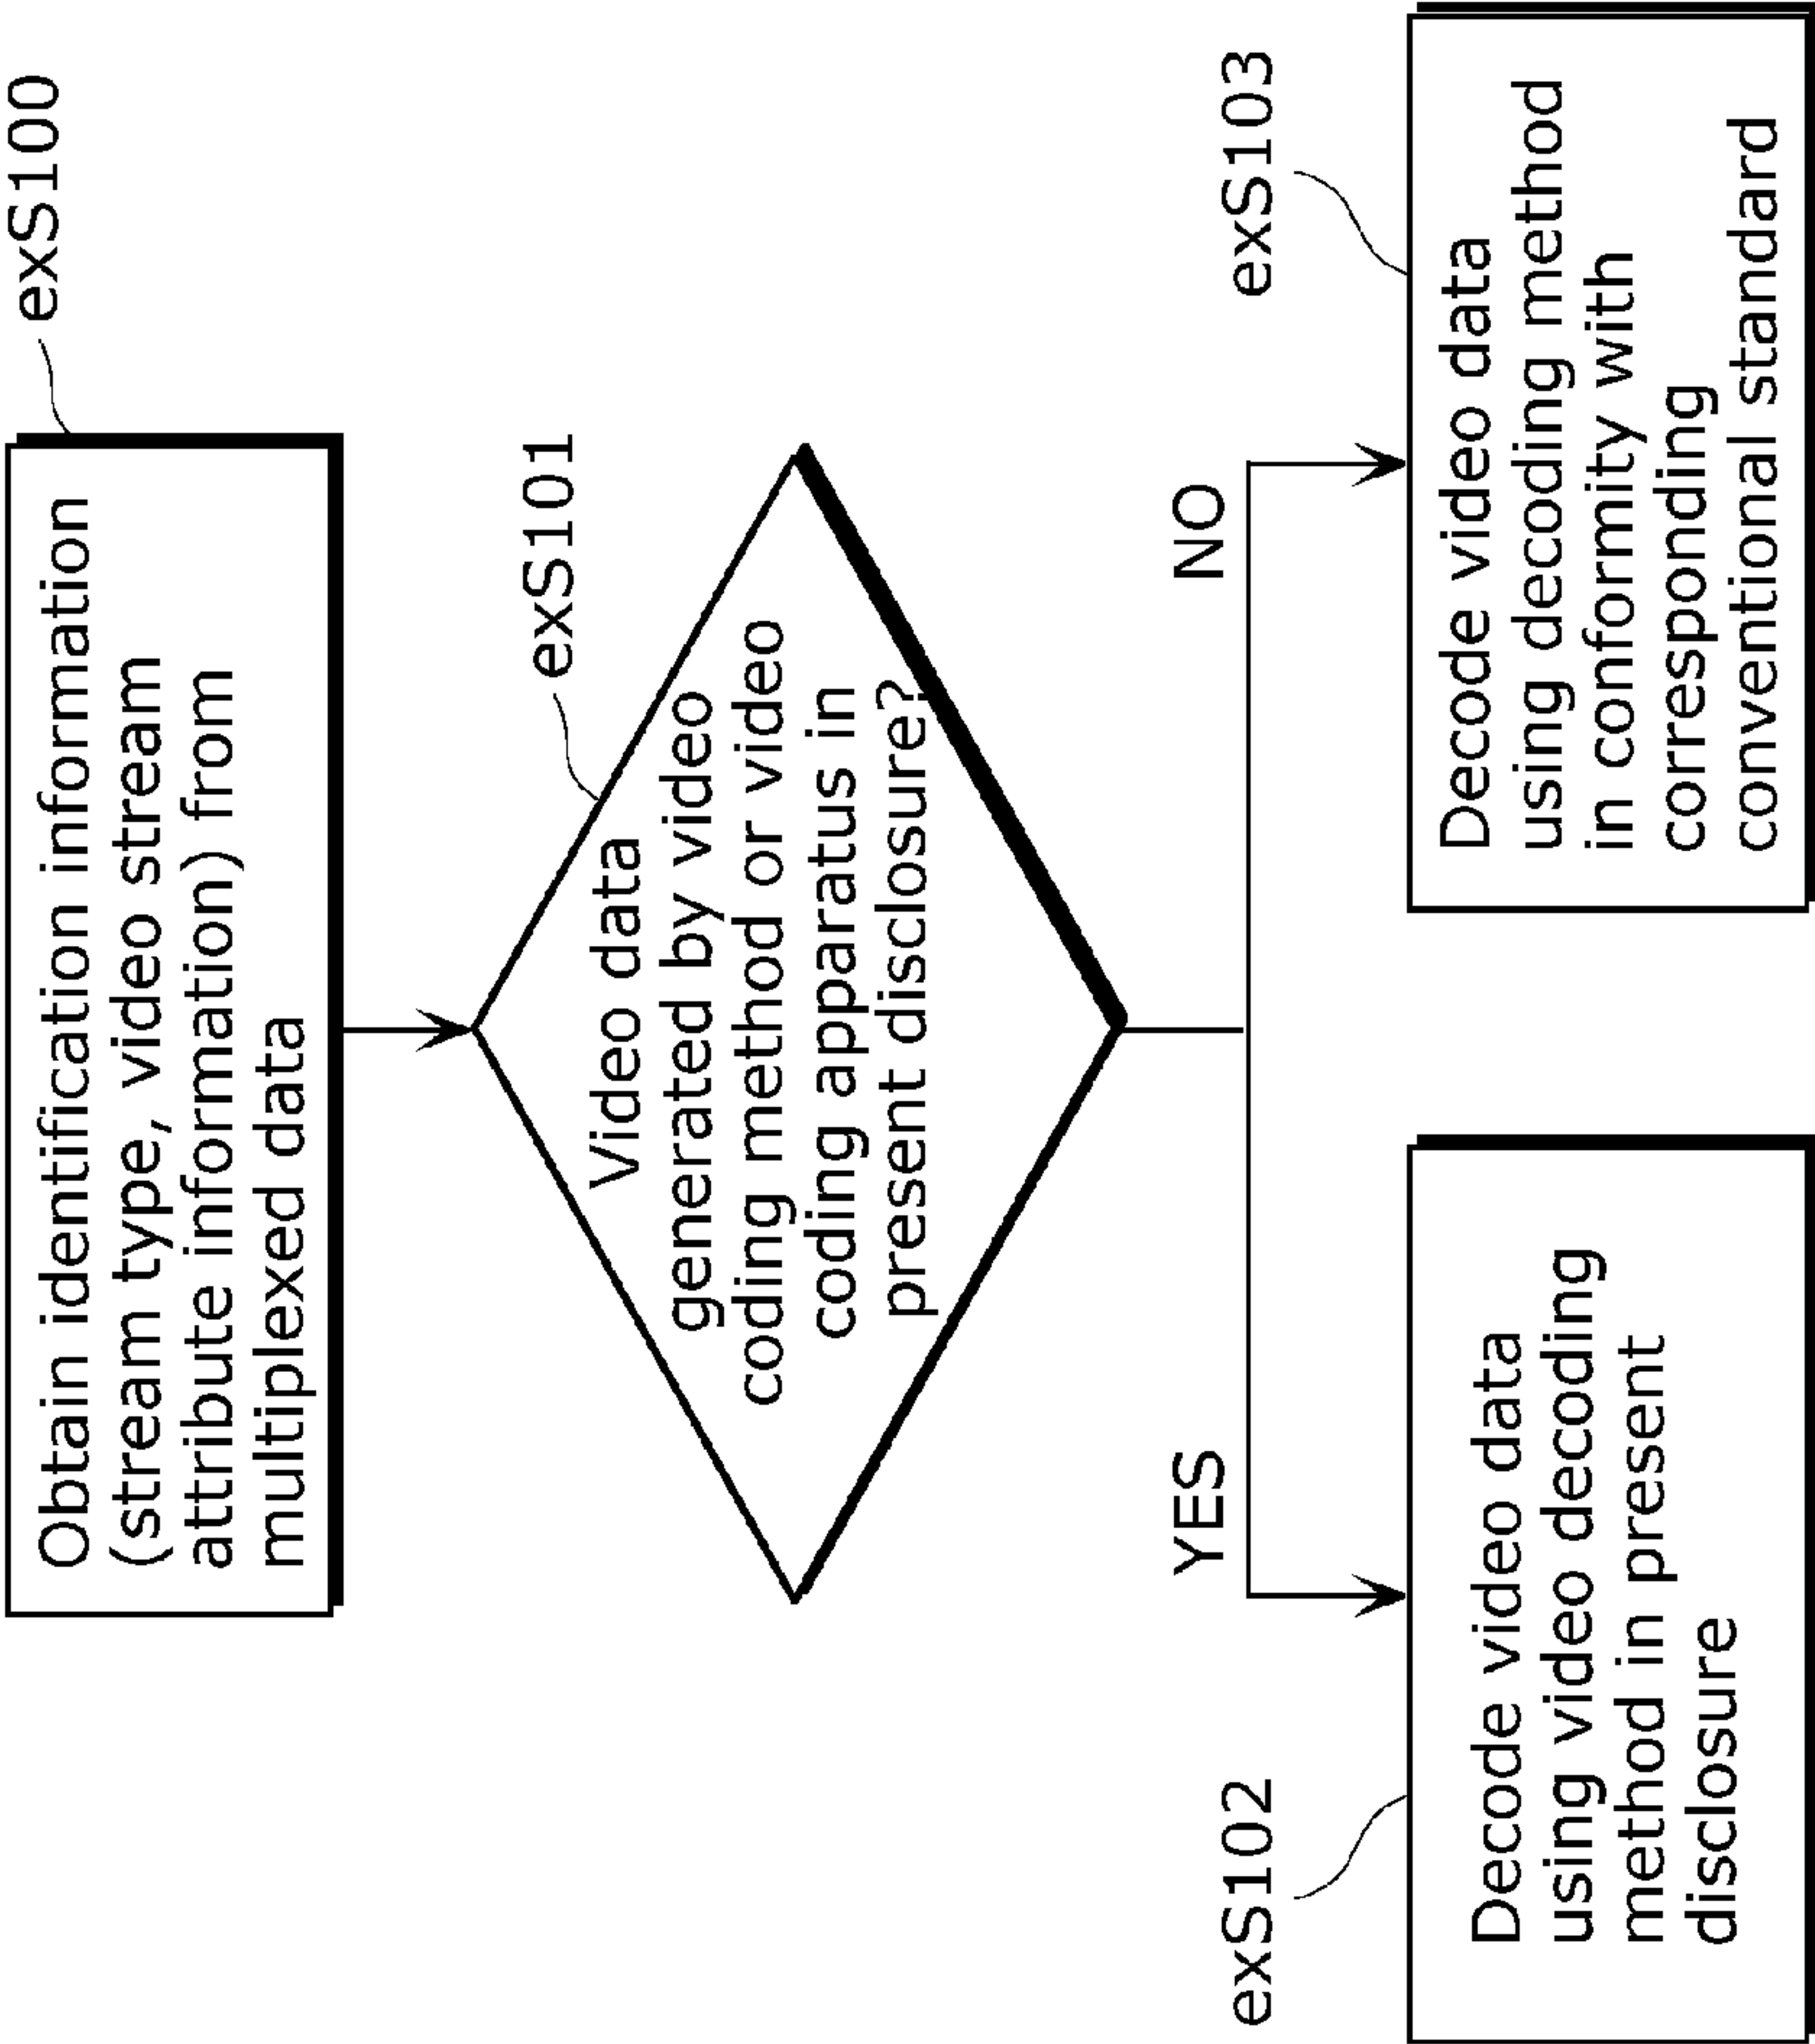 exS100
Obtain identification information
(stream type, video stream
attribute information) from
multiplexed data
exS101
Video data
generated by video
coding method or video
coding apparatus in
present disclosure?
YES
NO
exS102
Decode video data
using video decoding
method in present
disclosure
exS103
Decode video data
using decoding method
in conformity with
corresponding
conventional standard